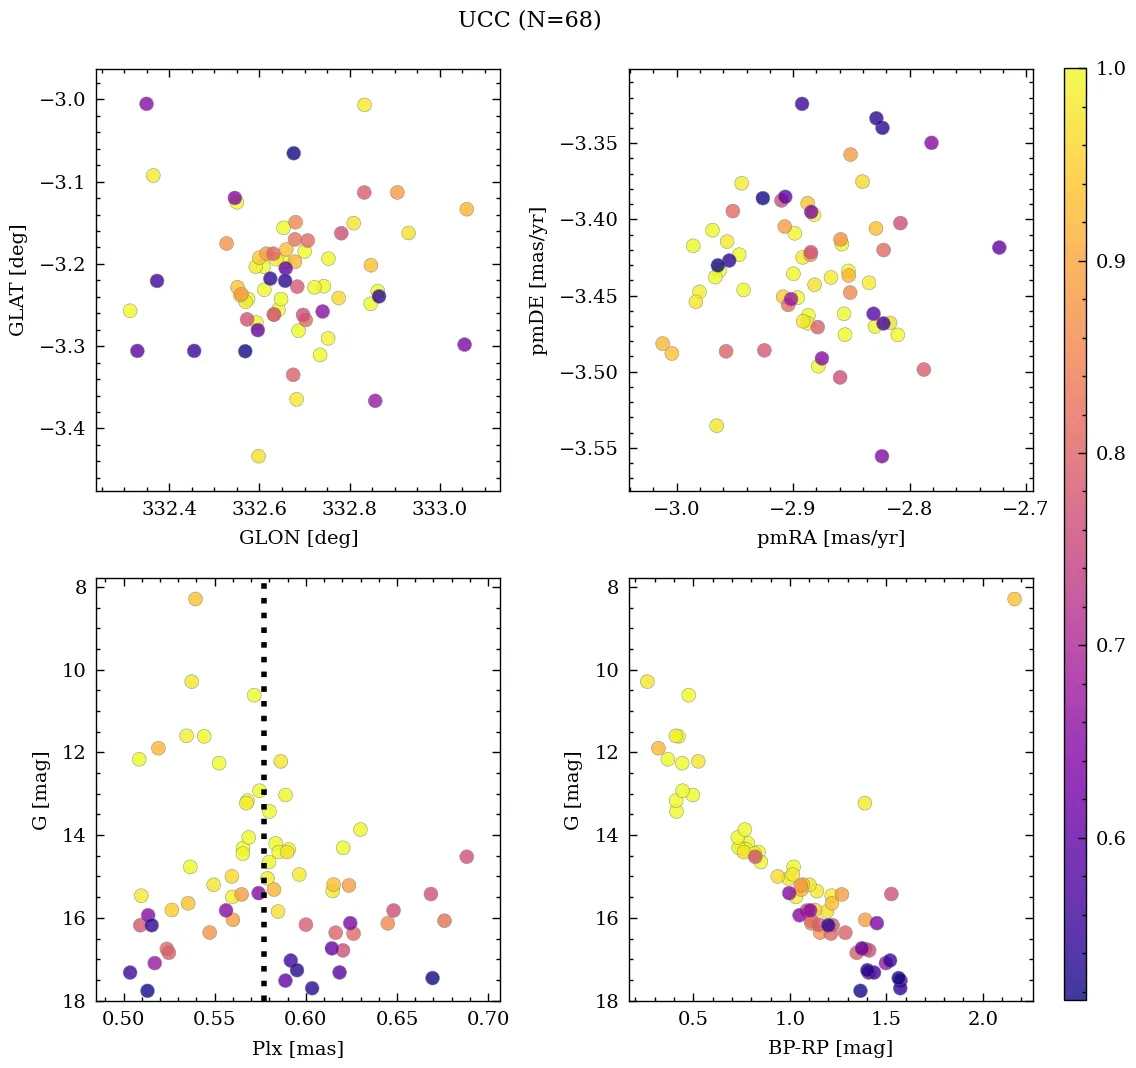 UCC (N=68)
−3.0
−3.1
−3.2
−3.3
−3.4
GLAT [deg]
332.4 332.6 332.8 333.0
GLON [deg]
−3.35
−3.40
−3.45
−3.50
−3.55
pmDE [mas/yr]
−3.0 −2.9 −2.8 −2.7
pmRA [mas/yr]
1.0
0.9
0.8
0.7
0.6
8
10
12
14
16
18
G [mag]
0.50 0.55 0.60 0.65 0.70
Plx [mas]
8
10
12
14
16
18
G [mag]
0.5 1.0 1.5 2.0
BP-RP [mag]